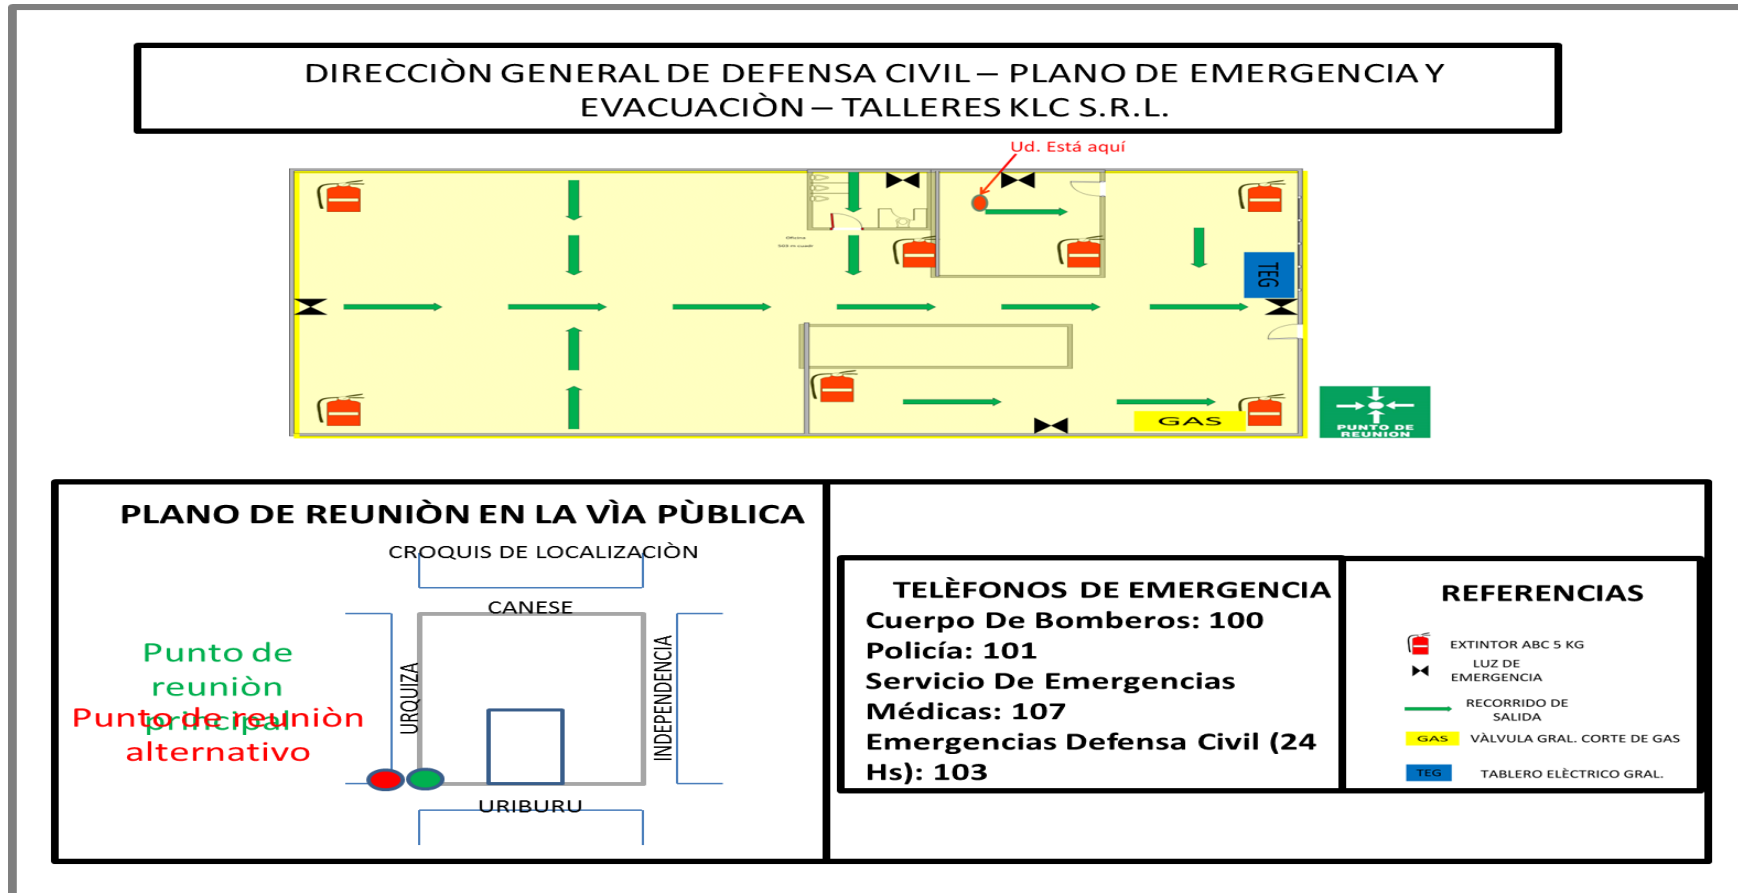 DIRECCIÒN GENERAL DE DEFENSA CIVIL – PLANO DE EMERGENCIA Y
EVACUACIÒN – TALLERES KLC S.R.L.
Ud. Está aquí
Oficina
TEG
GAS
PUNTO DE
REUNION
PLANO DE REUNIÒN EN LA VÌA PÙBLICA
CROQUIS DE LOCALIZACIÒN
CANESE
URQUIZA
INDEPENDENCIA
URIBURU
Punto de
reuniòn
principal
Punto de reuniòn
alternativo
TELÈFONOS DE EMERGENCIA
Cuerpo De Bomberos: 100
Policía: 101
Servicio De Emergencias
Médicas: 107
Emergencias Defensa Civil (24
Hs): 103
REFERENCIAS
EXTINTOR ABC 5 KG
LUZ DE
EMERGENCIA
RECORRIDO DE
SALIDA
GAS VÀLVULA GRAL. CORTE DE GAS
TEG TABLERO ELÈCTRICO GRAL.